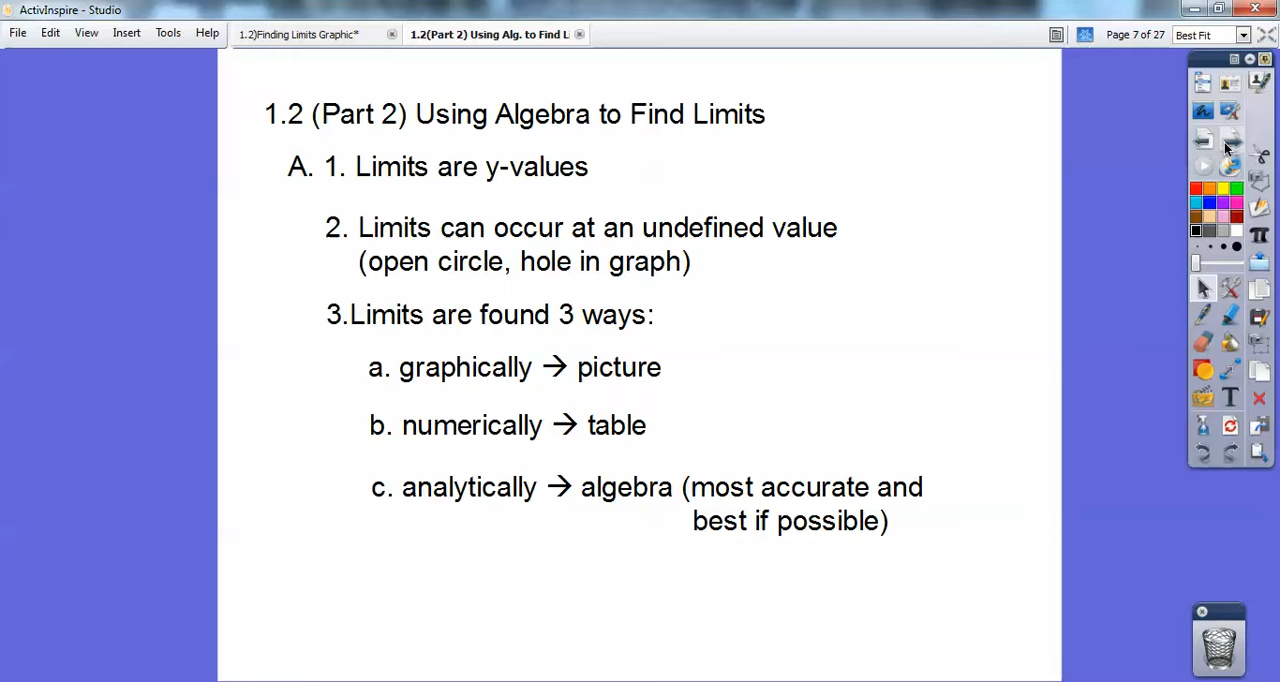 ActivInspire - Studio
File Edit View Insert Tools Help
1.2)Finding Limits Graphic*
1.2(Part 2) Using Alg. to Find Li
Page 7 of 27
Best Fit
1.2 (Part 2) Using Algebra to Find Limits
A. 1. Limits are y-values
2. Limits can occur at an undefined value
(open circle, hole in graph)
3.Limits are found 3 ways:
a. graphically → picture
b. numerically → table
c. analytically → algebra (most accurate and
best if possible)